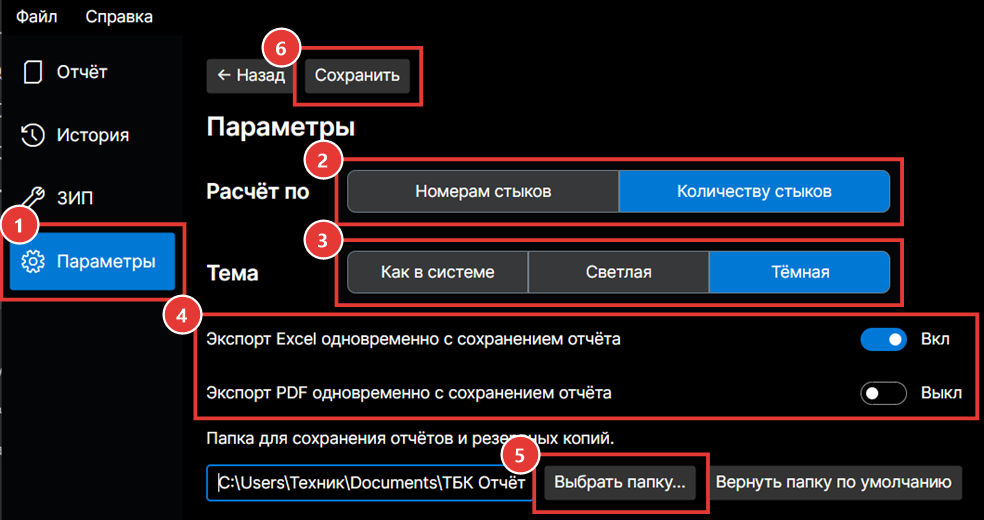 Файл Справка
Отчёт
История
ЗИП
1
Параметры
6
← Назад Сохранить
Параметры
2
Расчёт по Номерам стыков Количеству стыков
3
Тема Как в системе Светлая Тёмная
4
Экспорт Excel одновременно с сохранением отчёта Вкл
Экспорт PDF одновременно с сохранением отчёта Выкл
Папка для сохранения отчётов и резервных копий.
5
C:\Users\Техник\Documents\ТБК Отчёт Выбрать папку... Вернуть папку по умолчанию